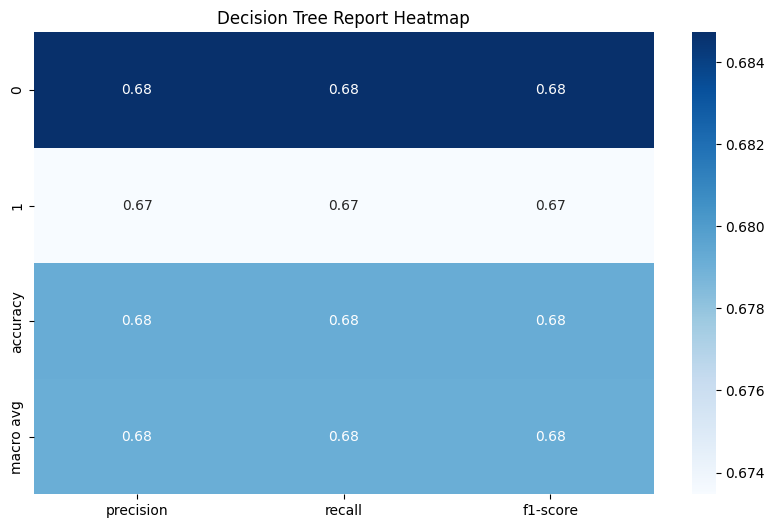 Decision Tree Report Heatmap
0 0.68 0.68 0.68
1 0.67 0.67 0.67
accuracy 0.68 0.68 0.68
macro avg 0.68 0.68 0.68
precision recall f1-score
0.684
0.682
0.680
0.678
0.676
0.674